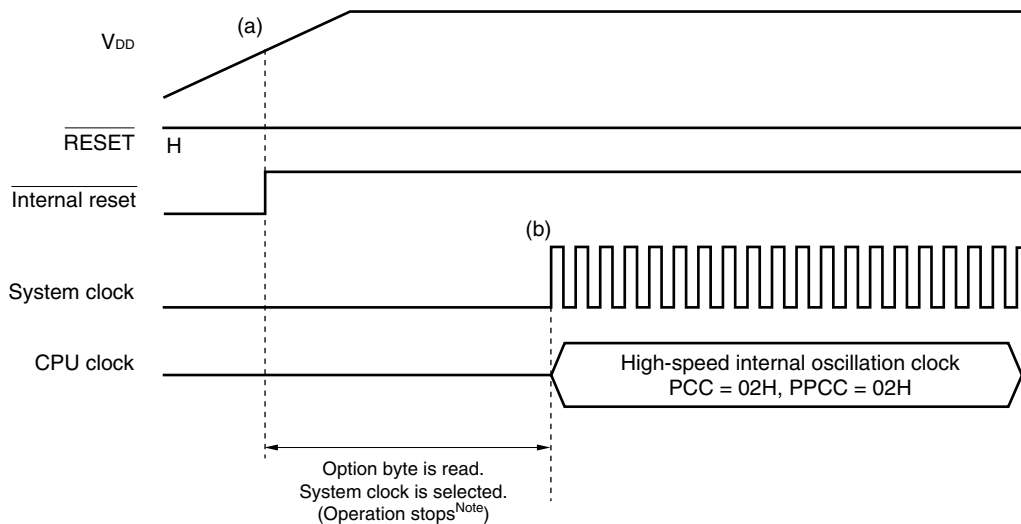 (a)
VDD
RESET
H
Internal reset
(b)
System clock
CPU clock
High-speed internal oscillation clock
PCC = 02H, PPCC = 02H
Option byte is read.
System clock is selected.
(Operation stopsNote)